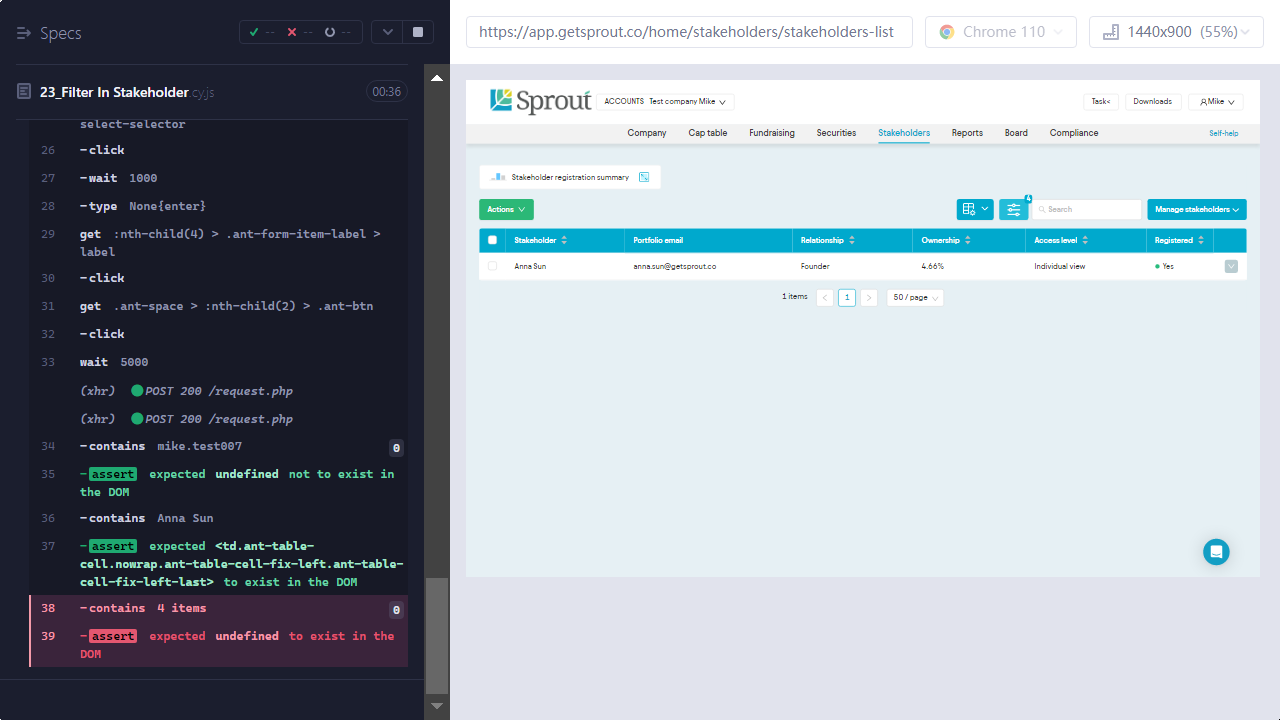 Specs
-- -- --
23_Filter In Stakeholder.cy.js 00:36
select-selector
26 -click
27 -wait 1000
28 -type None{enter}
29 get :nth-child(4) > .ant-form-item-label >
label
30 -click
31 get .ant-space > :nth-child(2) > .ant-btn
32 -click
33 wait 5000
(xhr) POST 200 /request.php
(xhr) POST 200 /request.php
34 -contains mike.test007 0
35 -assert expected undefined not to exist in
the DOM
36 -contains Anna Sun
37 -assert expected <td.ant-table-
cell.nowrap.ant-table-cell-fix-left.ant-table-
cell-fix-left-last> to exist in the DOM
38 -contains 4 items 0
39 -assert expected undefined to exist in the
DOM
https://app.getsprout.co/home/stakeholders/stakeholders-list
Chrome 110
1440x900 (55%)
Sprout
ACCOUNTS Test company Mike
Task<
Downloads
Mike
Company Cap table Fundraising Securities Stakeholders Reports Board Compliance Self-help
Stakeholder registration summary
Actions
4
Search
Manage stakeholders
Stakeholder Portfolio email Relationship Ownership Access level Registered
Anna Sun anna.sun@getsprout.co Founder 4.66% Individual view Yes
1 items < 1 > 50 / page